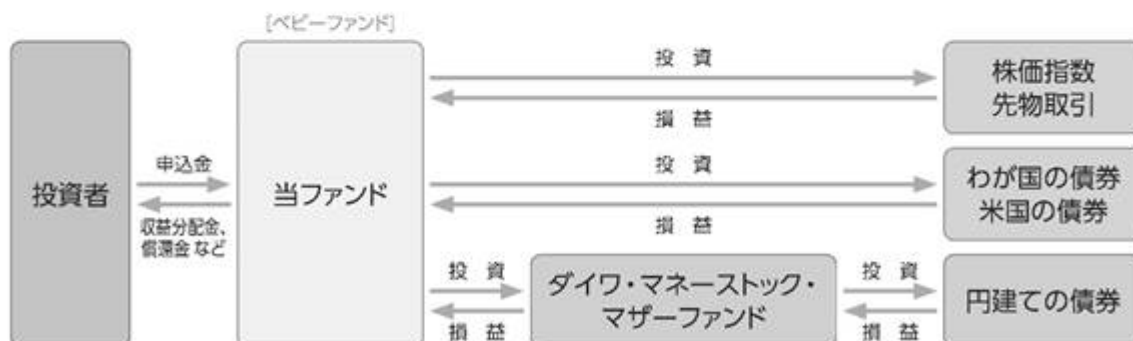 [ベビーファンド]
投資者
申込金
収益分配金、
償還金 など
当ファンド
投 資
損 益
株価指数
先物取引
投 資
損 益
わが国の債券
米国の債券
投 資
損 益
ダイワ・マネーストック・
マザーファンド
投 資
損 益
円建ての債券